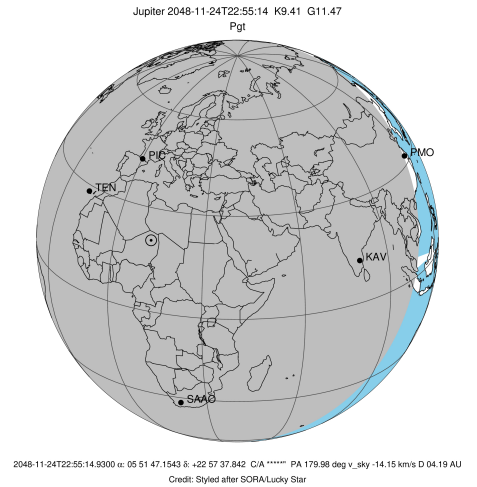 Jupiter 2048-11-24T22:55:14 K9.41 G11.47
Pgt
PIC
PMO
TEN
KAV
SAAO
2048-11-24T22:55:14.9300 α: 05 51 47.1543 δ: +22 57 37.842 C/A *****" PA 179.98 deg v_sky -14.15 km/s D 04.19 AU
Credit: Styled after SORA/Lucky Star